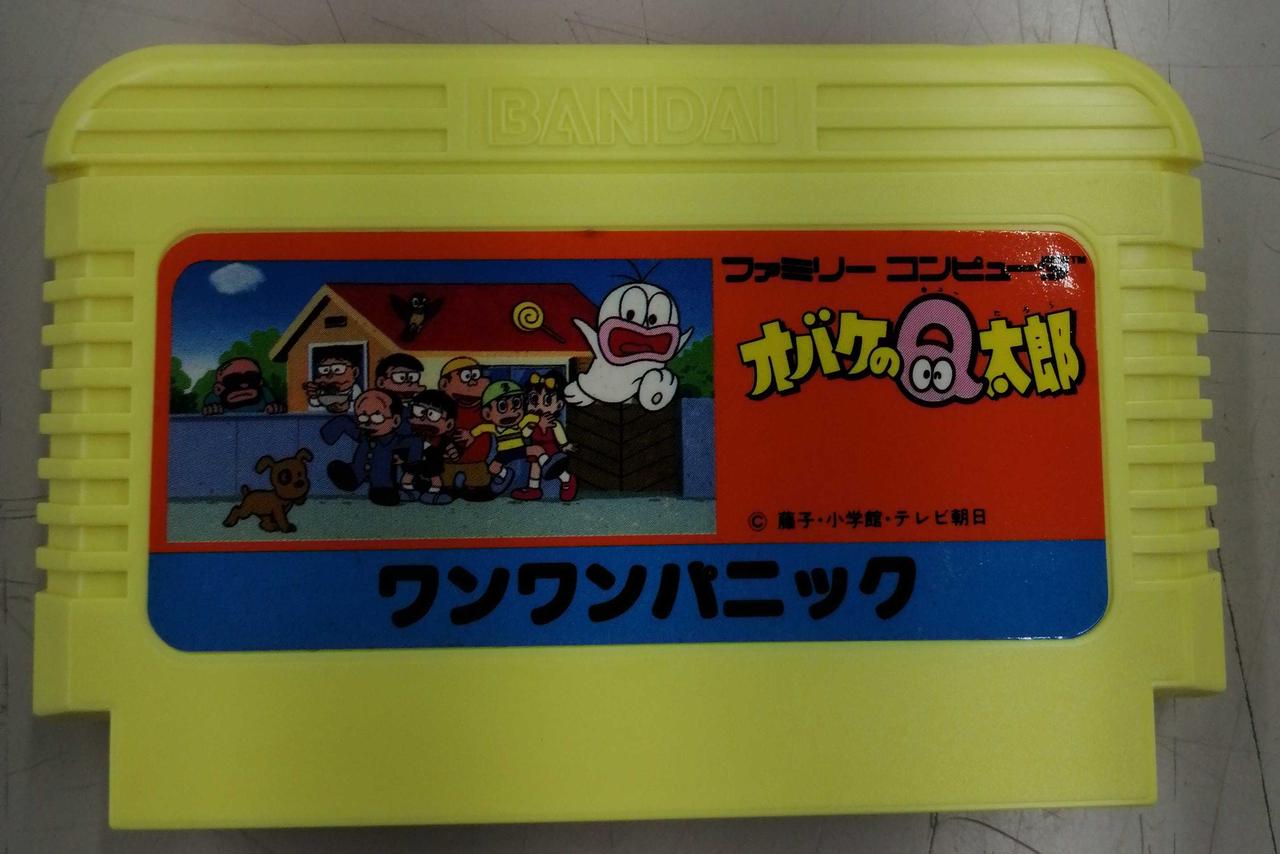 BANDAI
ファミリー コンピュータ™
オバケのQ太郎
© 藤子・小学館・テレビ朝日
ワンワンパニック